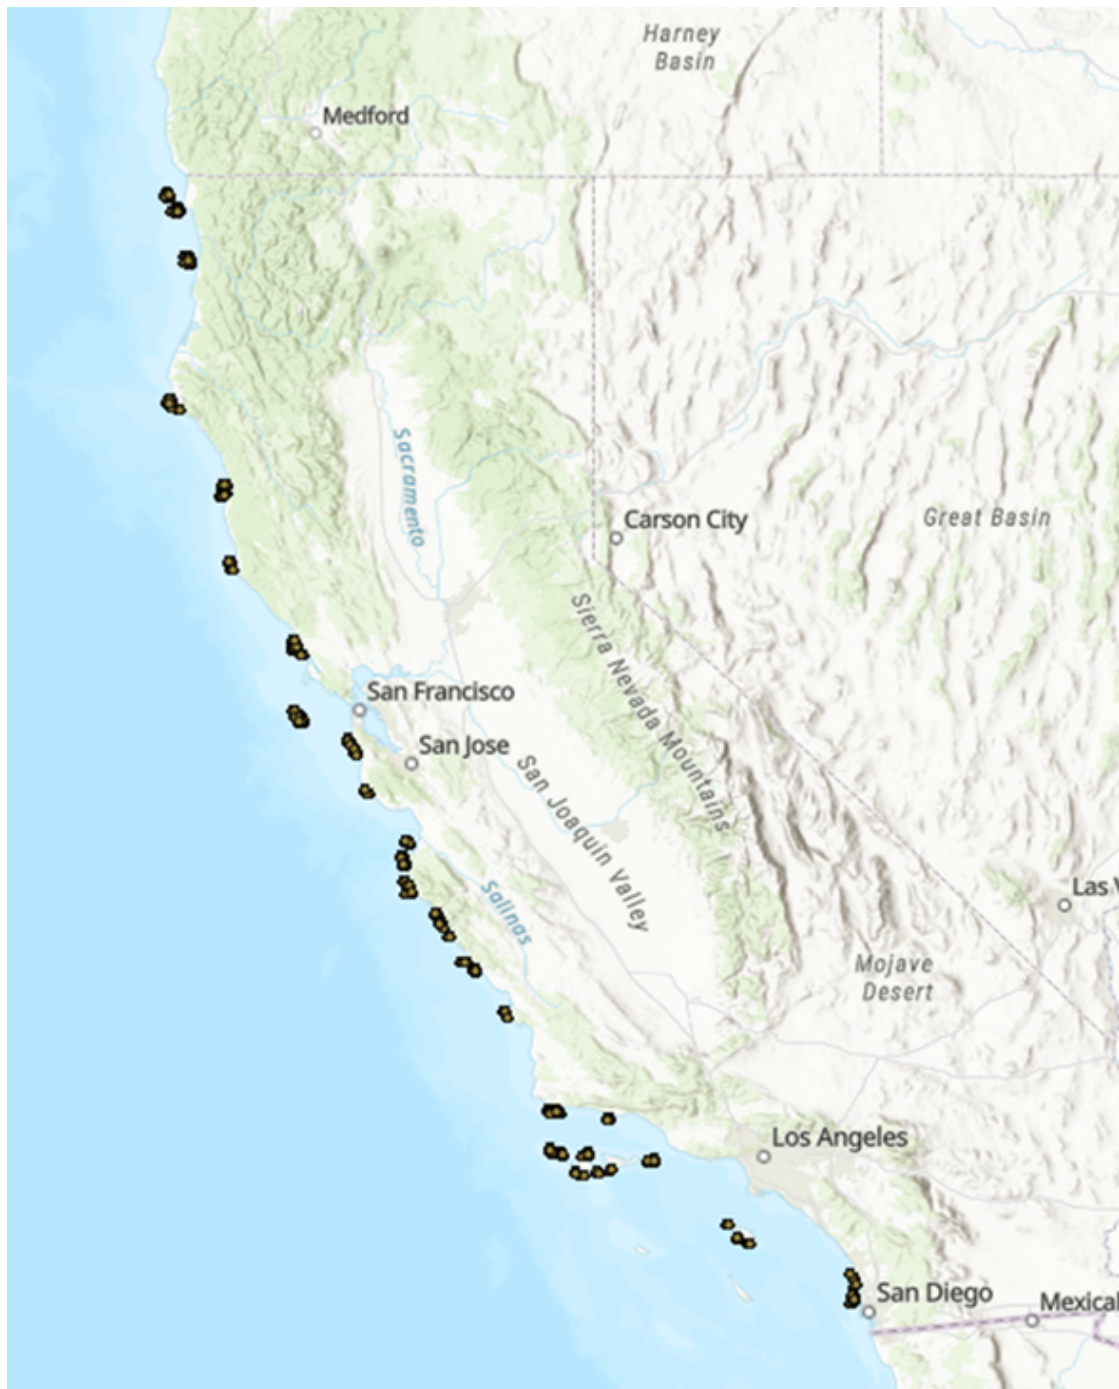 Harney
Basin
Medford
Sacramento
Carson City
Great Basin
Sierra Nevada Mountains
San Francisco
San Jose
San Joaquin Valley
Salinas
Las V
Mojave
Desert
Los Angeles
San Diego
Mexical